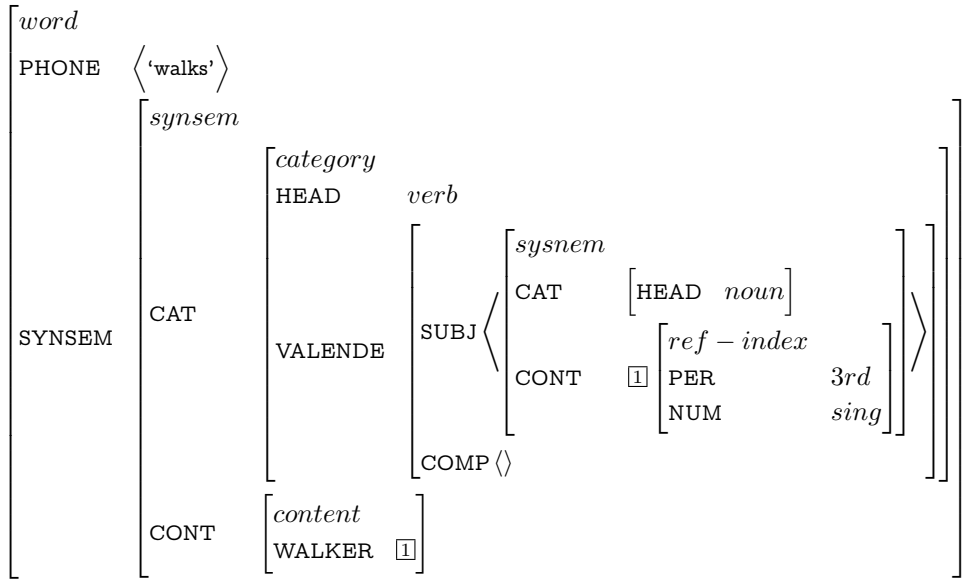 word
PHONE ⟨‘walks’⟩
synsem
category
HEAD verb
sysnem
CAT [HEAD noun]
CAT
SUBJ
ref − index
SYNSEM
VALENDE
CONT 1 PER 3rd
NUM sing
COMP ⟨⟩
content
CONT
WALKER 1